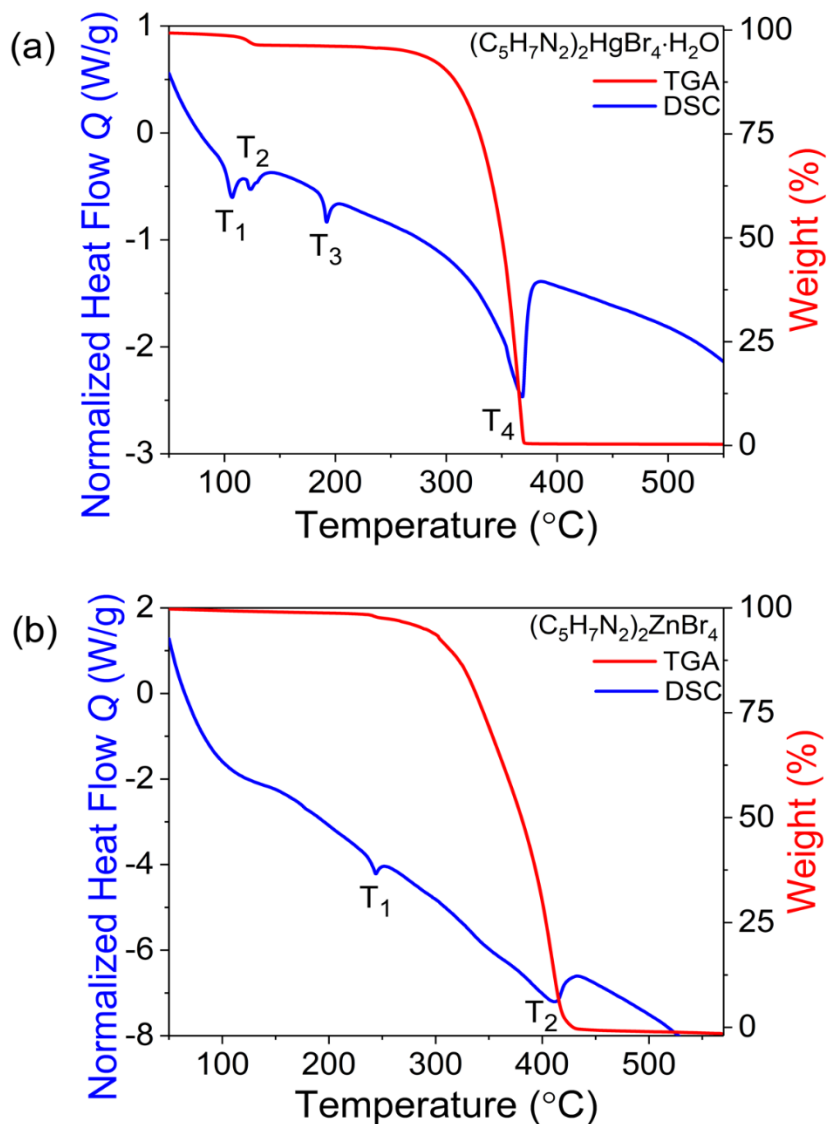 (a)
Normalized Heat Flow Q (W/g)
1
0
-1
-2
-3
(C₅H₇N₂)₂HgBr₄·H₂O
TGA
DSC
T₁
T₂
T₃
T₄
100
75
50
25
0
Weight (%)
100 200 300 400 500
Temperature (°C)
(b)
Normalized Heat Flow Q (W/g)
2
0
-2
-4
-6
-8
(C₅H₇N₂)₂ZnBr₄
TGA
DSC
T₁
T₂
100
75
50
25
0
Weight (%)
100 200 300 400 500
Temperature (°C)